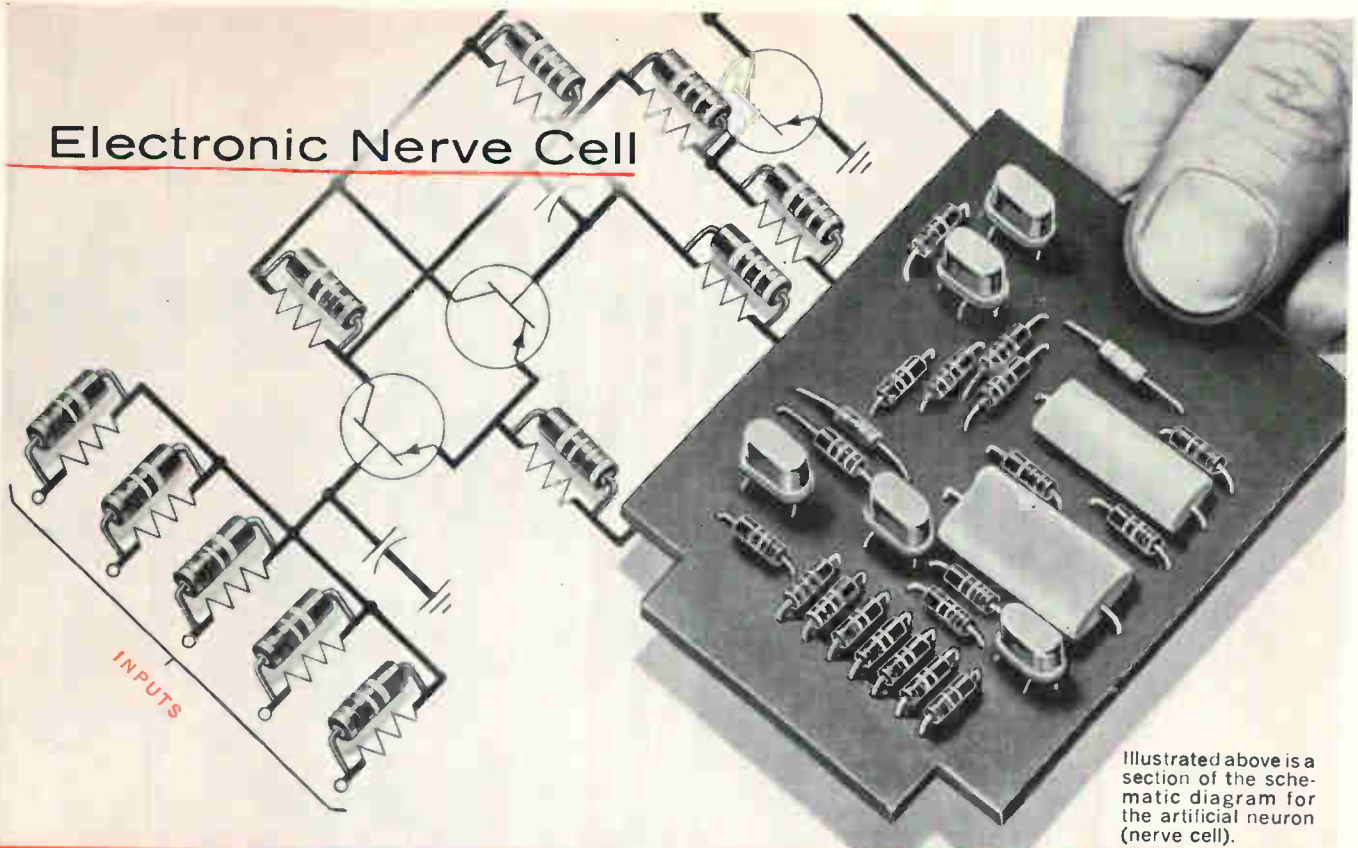 Electronic Nerve Cell
INPUTS
Illustrated above is a
section of the sche-
matic diagram for
the artificial neuron
(nerve cell).